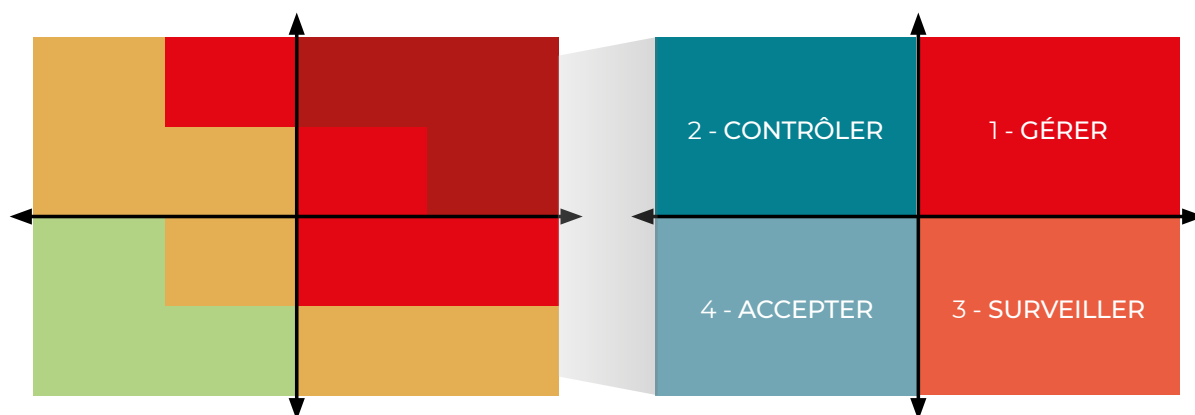 2 - CONTRÔLER
1 - GÉRER
4 - ACCEPTER
3 - SURVEILLER